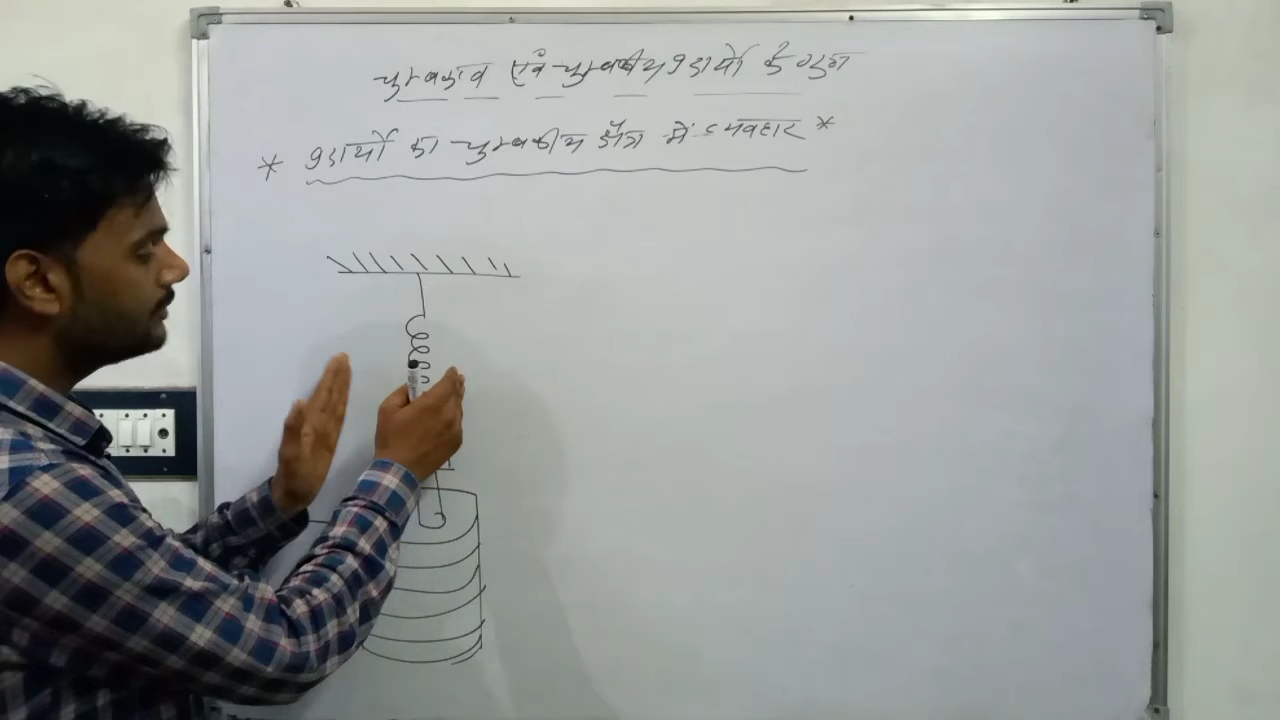 चुम्बकत्व एवं चुम्बकीय पदार्थों के गुण
* पदार्थों का चुम्बकीय क्षेत्र में व्यवहार *